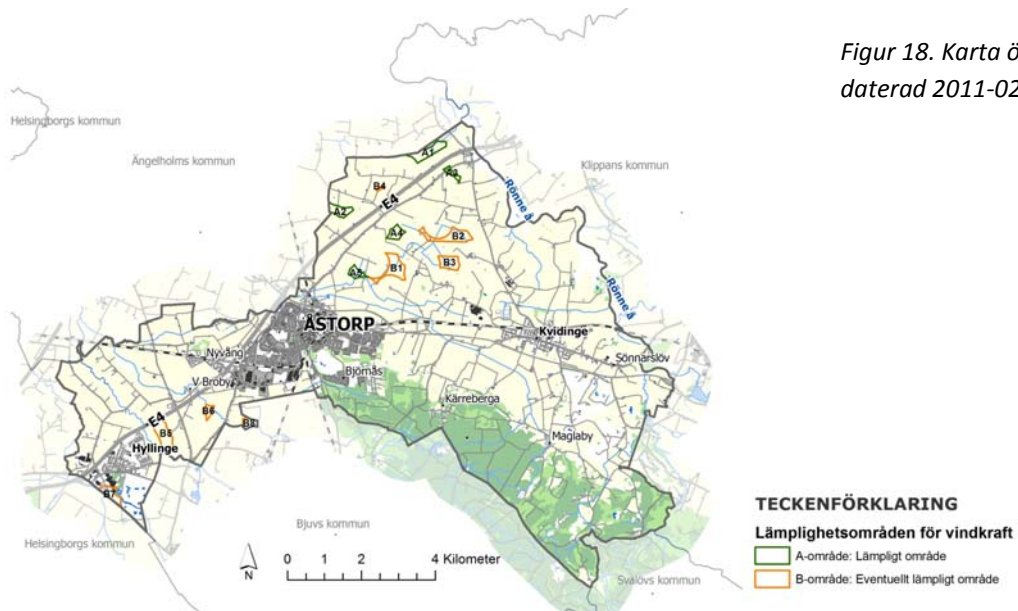 Figur 18. Karta ö
daterad 2011-02
Helsingborgs kommun
Ängelholms kommun
Klippans kommun
A1
A3
B4
E4
A2
Rönne å
A4
B2
B3
B1
A5
Rönne å
ÅSTORP
Kvidinge
Nyvång
Sönnarslöv
Björnås
V Broby
Kärreberga
B6
B8
E4
B5
Maglaby
Hyllinge
B7
Bjuvs kommun
Helsingborgs kommun
Svalövs kommun
N
0 1 2 4 Kilometer
TECKENFÖRKLARING
Lämplighetsområden för vindkraft
A-område: Lämpligt område
B-område: Eventuellt lämpligt område